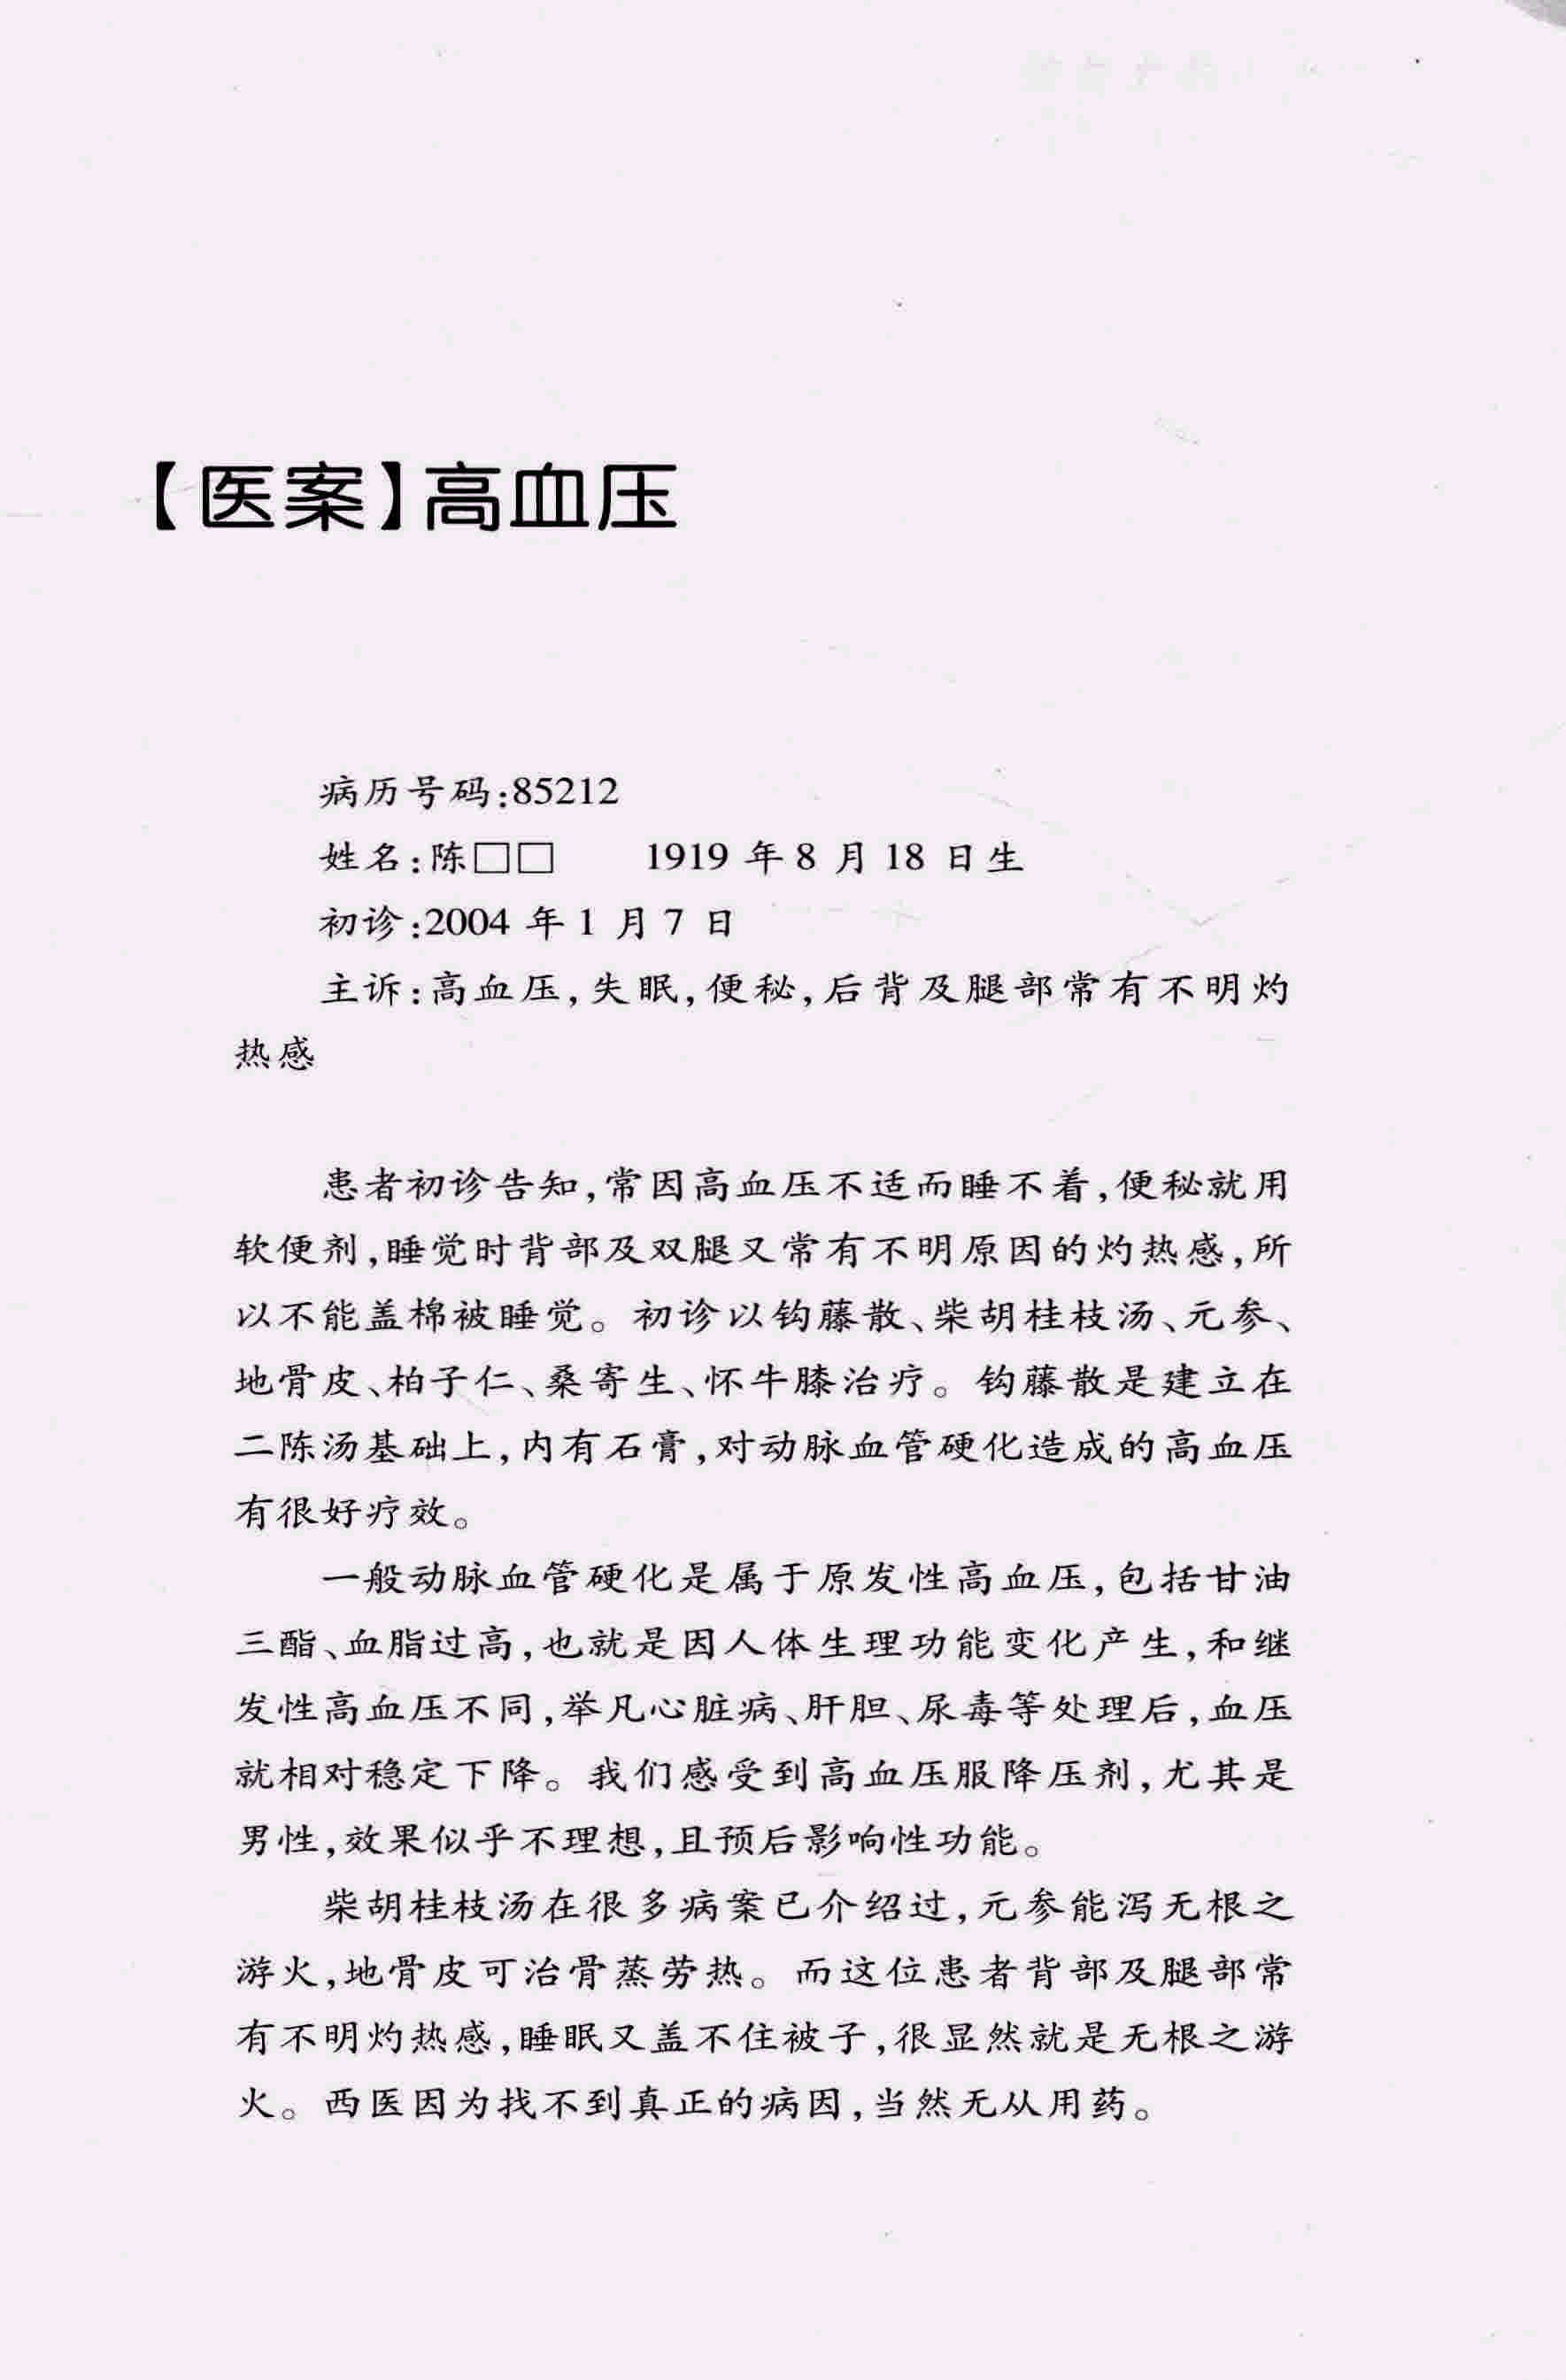 【医案】高血压
病历号码:85212
姓名:陈□□　　1919 年 8 月 18 日生
初诊:2004 年 1 月 7 日
主诉:高血压,失眠,便秘,后背及腿部常有不明灼
热感
患者初诊告知,常因高血压不适而睡不着,便秘就用
软便剂,睡觉时背部及双腿又常有不明原因的灼热感,所
以不能盖棉被睡觉。初诊以钩藤散、柴胡桂枝汤、元参、
地骨皮、柏子仁、桑寄生、怀牛膝治疗。钩藤散是建立在
二陈汤基础上,内有石膏,对动脉血管硬化造成的高血压
有很好疗效。
一般动脉血管硬化是属于原发性高血压,包括甘油
三酯、血脂过高,也就是因人体生理功能变化产生,和继
发性高血压不同,举凡心脏病、肝胆、尿毒等处理后,血压
就相对稳定下降。我们感受到高血压服降压剂,尤其是
男性,效果似乎不理想,且预后影响性功能。
柴胡桂枝汤在很多病案已介绍过,元参能泻无根之
游火,地骨皮可治骨蒸劳热。而这位患者背部及腿部常
有不明灼热感,睡眠又盖不住被子,很显然就是无根之游
火。西医因为找不到真正的病因,当然无从用药。